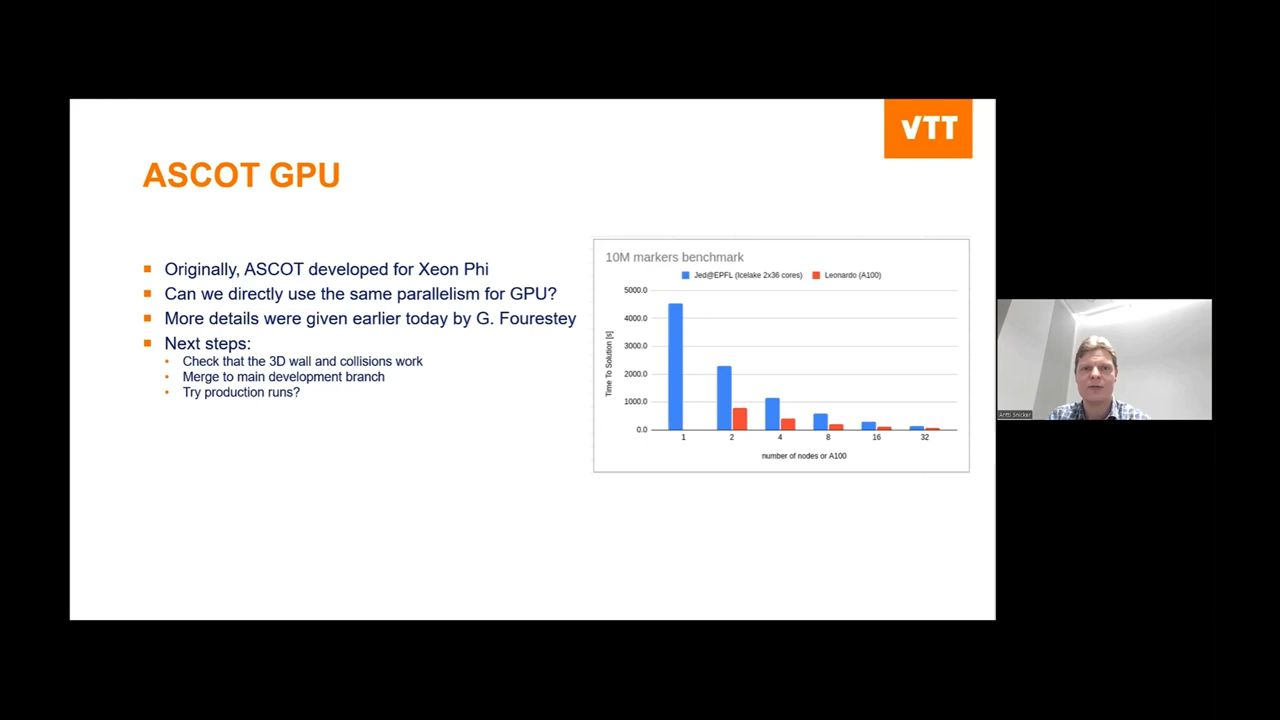 VTT
ASCOT GPU
Originally, ASCOT developed for Xeon Phi
Can we directly use the same parallelism for GPU?
More details were given earlier today by G. Fourestey
Next steps:
Check that the 3D wall and collisions work
Merge to main development branch
Try production runs?
10M markers benchmark
Jed@EPFL (Icelake 2x36 cores) Leonardo (A100)
5000.0
4000.0
3000.0
2000.0
1000.0
0.0
Time To Solution [s]
1 2 4 8 16 32
number of nodes or A100
Antti Snicker